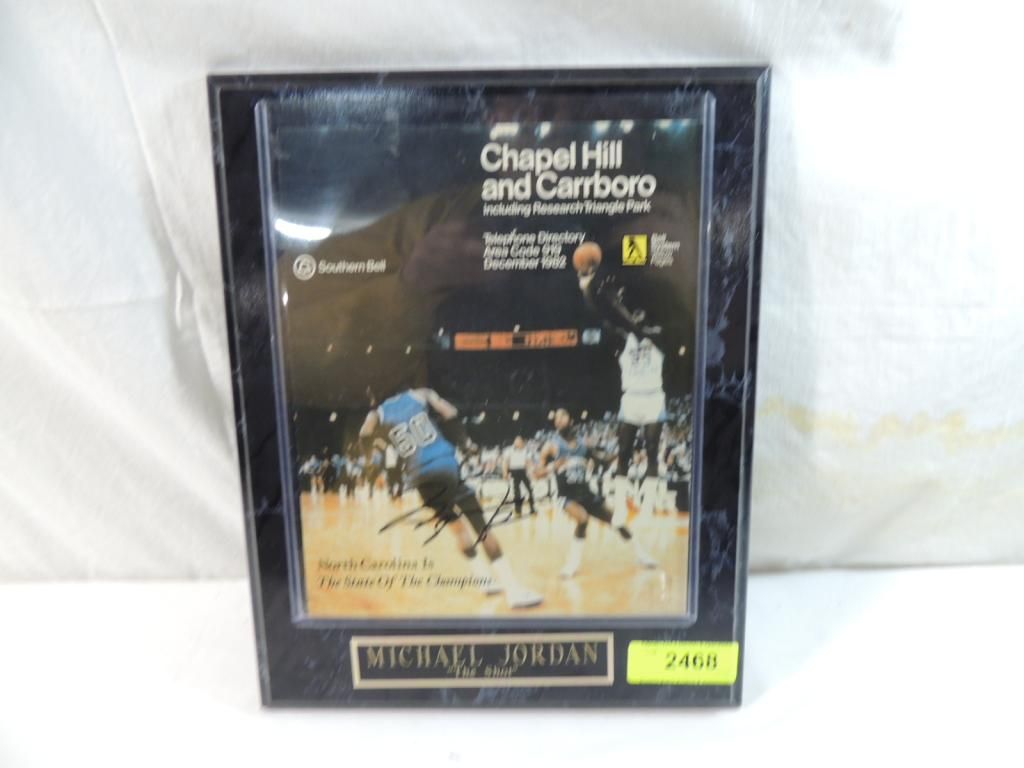 Chapel Hill
and Carrboro
Including Research Triangle Park
Telephone Directory
Area Code 919
December 1982
Southern Bell
50
North Carolina Is
The State Of The Champions
MICHAEL JORDAN
"The Shot"
2468